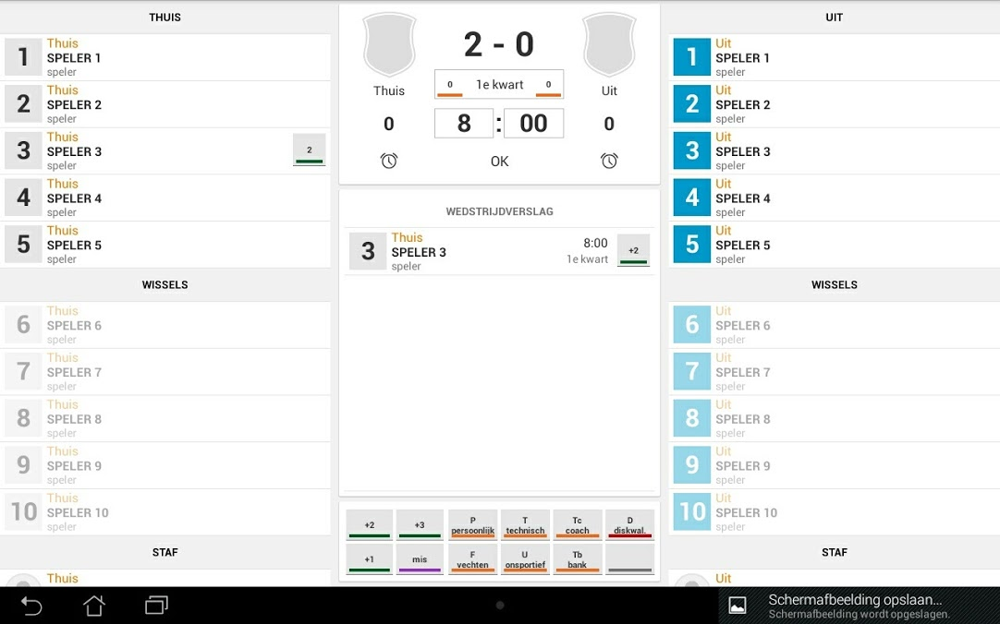 THUIS
1
Thuis
SPELER 1
speler
2
Thuis
SPELER 2
speler
3
Thuis
SPELER 3
speler
2
4
Thuis
SPELER 4
speler
5
Thuis
SPELER 5
speler
WISSELS
6
Thuis
SPELER 6
speler
7
Thuis
SPELER 7
speler
8
Thuis
SPELER 8
speler
9
Thuis
SPELER 9
speler
10
Thuis
SPELER 10
speler
STAF
Thuis
2 - 0
Thuis
0 1e kwart 0
Uit
0
8 : 00
0
OK
WEDSTRIJDVERSLAG
3
Thuis
SPELER 3
speler
8:00
1e kwart
+2
+2
+3
P
persoonlijk
T
technisch
Tc
coach
D
diskwal.
+1
mis
F
vechten
U
onsportief
Tb
bank
UIT
1
Uit
SPELER 1
speler
2
Uit
SPELER 2
speler
3
Uit
SPELER 3
speler
4
Uit
SPELER 4
speler
5
Uit
SPELER 5
speler
WISSELS
6
Uit
SPELER 6
speler
7
Uit
SPELER 7
speler
8
Uit
SPELER 8
speler
9
Uit
SPELER 9
speler
10
Uit
SPELER 10
speler
STAF
Uit
Schermafbeelding opslaan...
Schermafbeelding wordt opgeslagen.